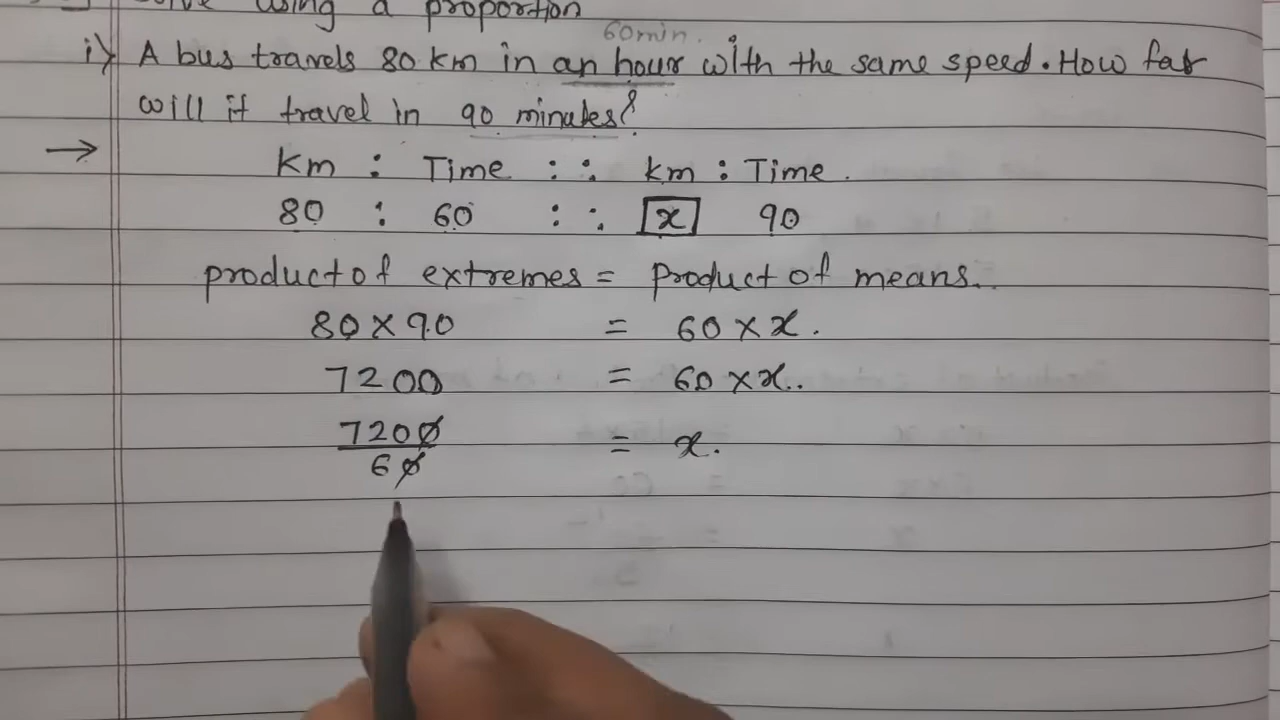 using a proportion
60min.
i) A bus travels 80 km in an hour with the same speed. How far
will it travel in 90 minutes?
→ Km : Time :: km : Time.
80 : 60 :: x 90
product of extremes = product of means.
80 × 90 = 60 × x.
7200 = 60 × x..
7200/60 = x.